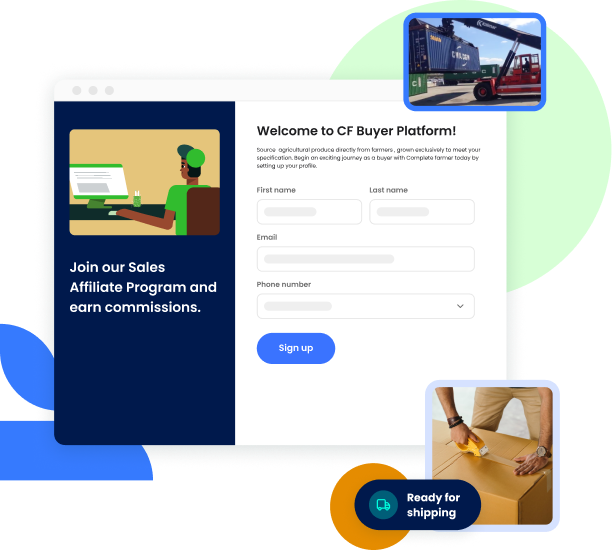 Welcome to CF Buyer Platform!
Source agricultural produce directly from farmers , grown exclusively to meet your
specification. Begin an exciting journey as a buyer with Complete farmer today by
setting up your profile.
First name
Last name
Email
Phone number
Sign up
Join our Sales
Affiliate Program and
earn commissions.
Ready for
shipping